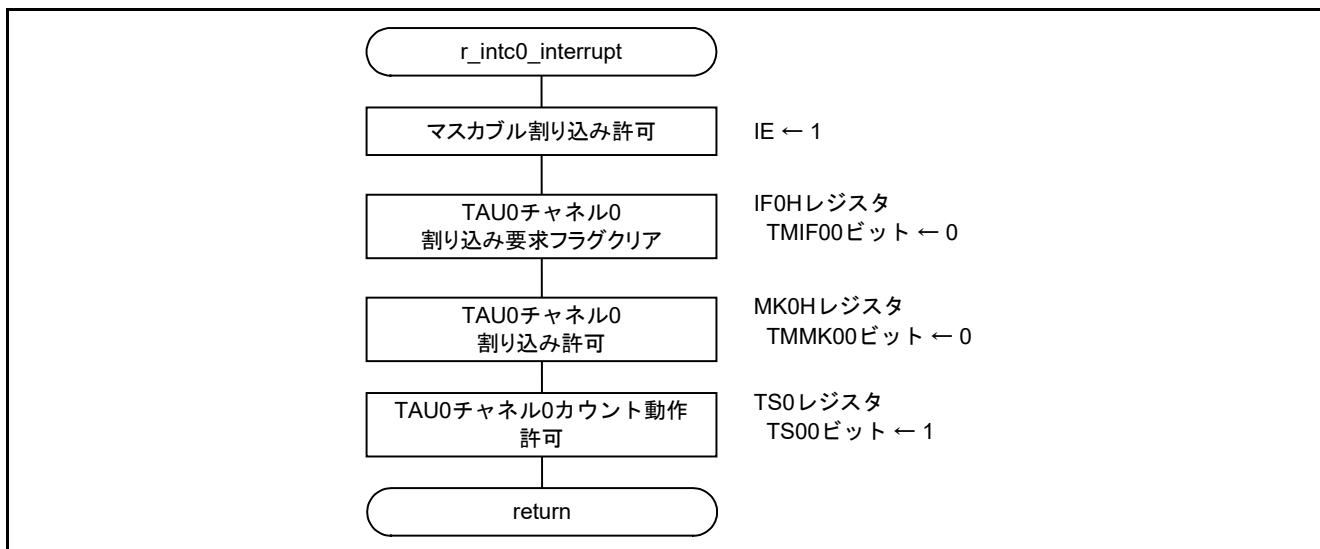 r_intc0_interrupt
マスカブル割り込み許可
IE ← 1
TAU0チャネル0
割り込み要求フラグクリア
IF0Hレジスタ
TMIF00ビット ← 0
TAU0チャネル0
割り込み許可
MK0Hレジスタ
TMMK00ビット ← 0
TAU0チャネル0カウント動作
許可
TS0レジスタ
TS00ビット ← 1
return